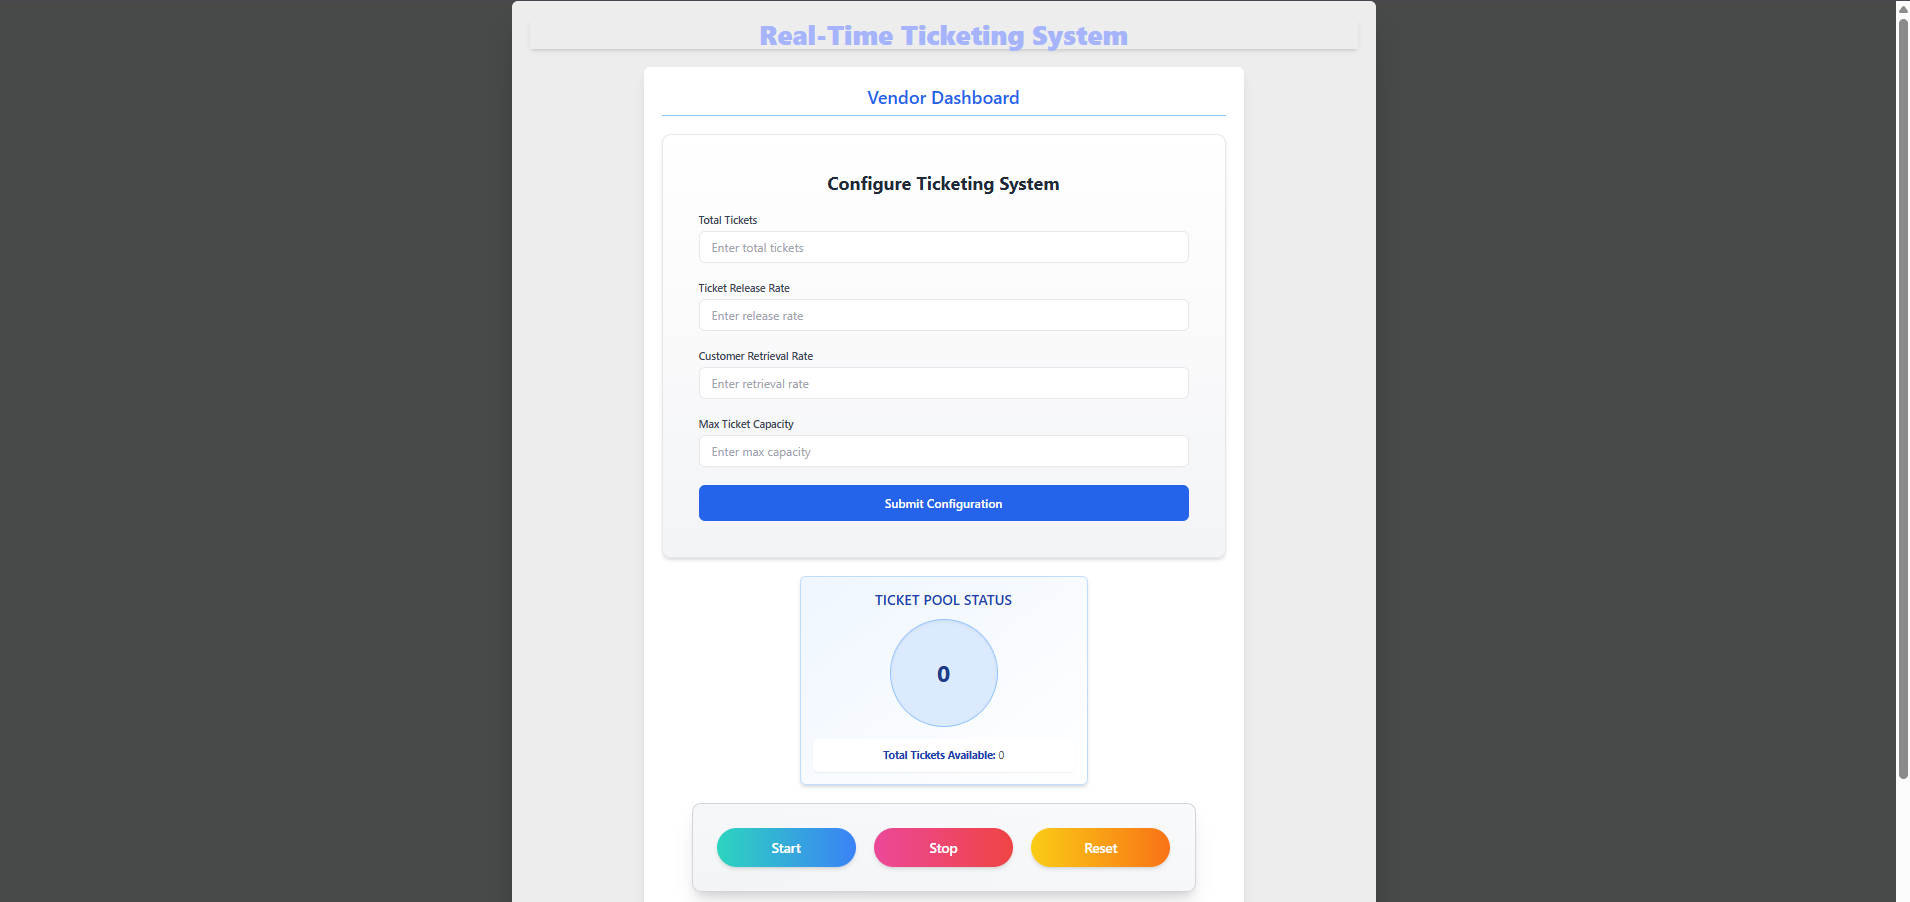 Real-Time Ticketing System
Vendor Dashboard
Configure Ticketing System
Total Tickets
Enter total tickets
Ticket Release Rate
Enter release rate
Customer Retrieval Rate
Enter retrieval rate
Max Ticket Capacity
Enter max capacity
Submit Configuration
TICKET POOL STATUS
0
Total Tickets Available: 0
Start Stop Reset